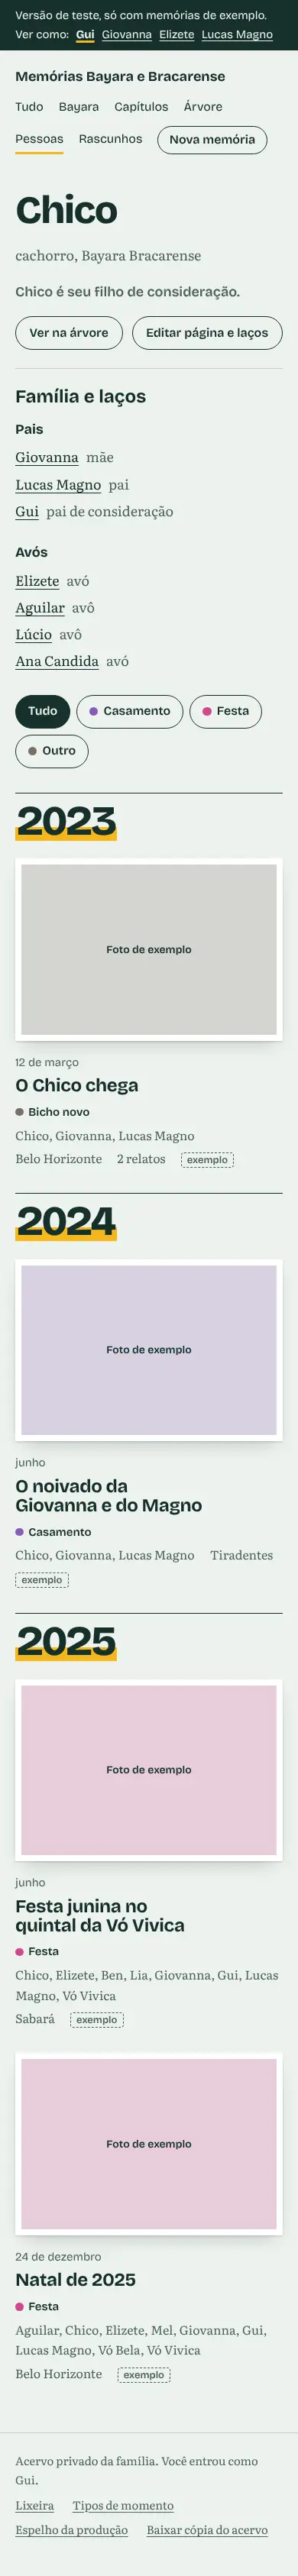 Versão de teste, só com memórias de exemplo.
Ver como: Gui Giovanna Elizete Lucas Magno
Memórias Bayara e Bracarense
Tudo Bayara Capítulos Árvore
Pessoas Rascunhos Nova memória
Chico
cachorro, Bayara Bracarense
Chico é seu filho de consideração.
Ver na árvore Editar página e laços
Família e laços
Pais
Giovanna mãe
Lucas Magno pai
Gui pai de consideração
Avós
Elizete avó
Aguilar avô
Lúcio avô
Ana Candida avó
Tudo Casamento Festa
Outro
2023
Foto de exemplo
12 de março
O Chico chega
Bicho novo
Chico, Giovanna, Lucas Magno
Belo Horizonte 2 relatos exemplo
2024
Foto de exemplo
junho
O noivado da
Giovanna e do Magno
Casamento
Chico, Giovanna, Lucas Magno Tiradentes
exemplo
2025
Foto de exemplo
junho
Festa junina no
quintal da Vó Vivica
Festa
Chico, Elizete, Ben, Lia, Giovanna, Gui, Lucas
Magno, Vó Vivica
Sabará exemplo
Foto de exemplo
24 de dezembro
Natal de 2025
Festa
Aguilar, Chico, Elizete, Mel, Giovanna, Gui,
Lucas Magno, Vó Bela, Vó Vivica
Belo Horizonte exemplo
Acervo privado da família. Você entrou como
Gui.
Lixeira Tipos de momento
Espelho da produção Baixar cópia do acervo